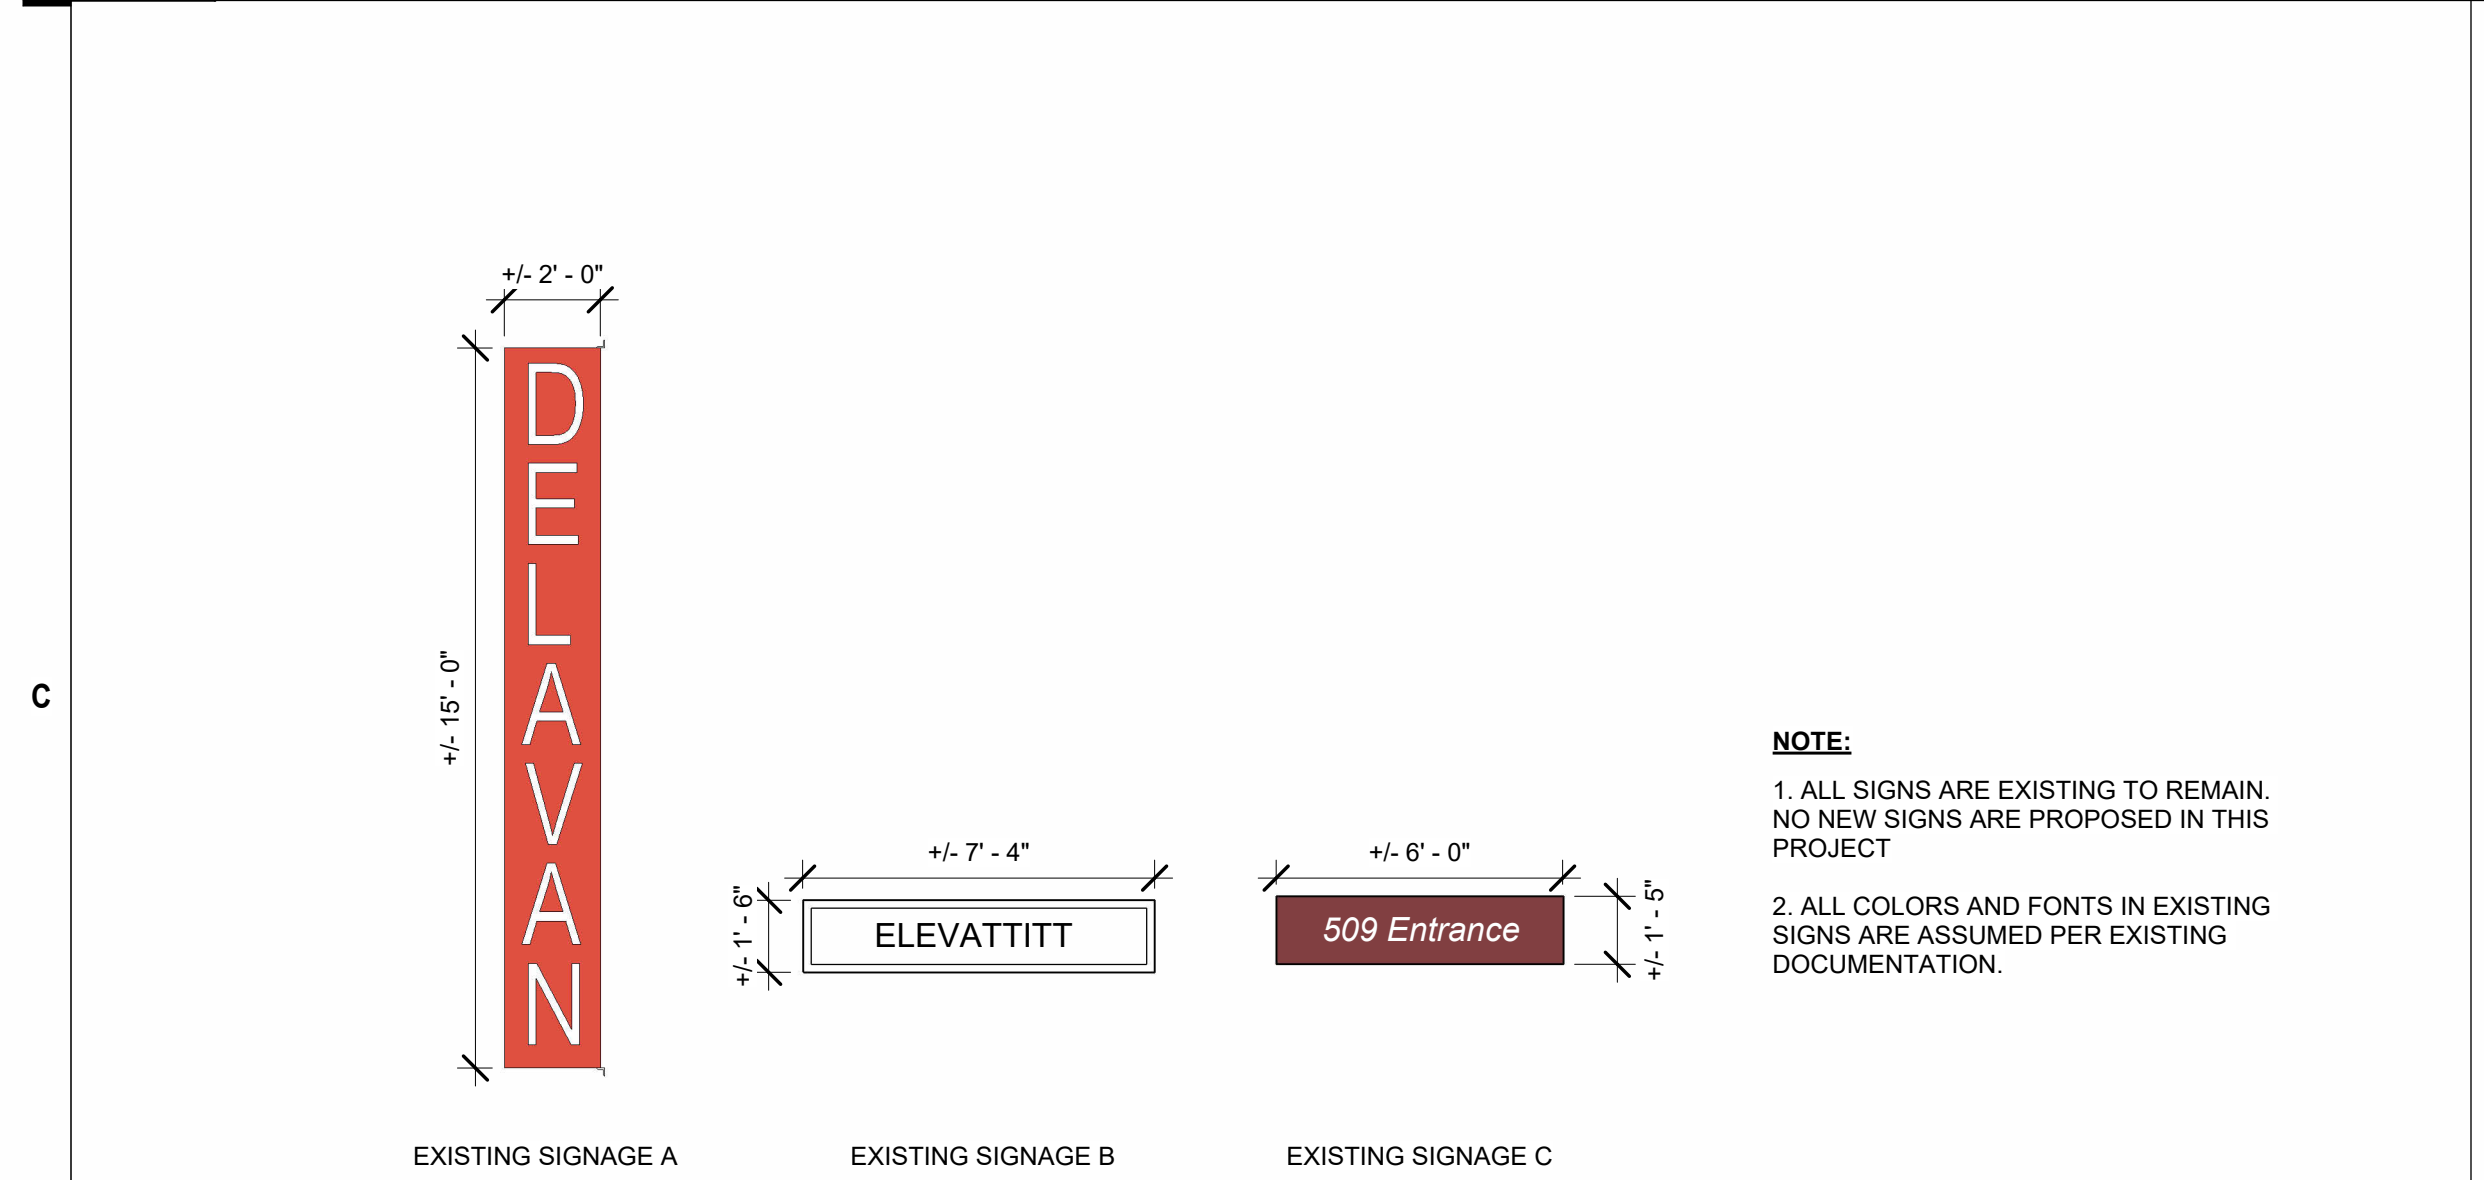 +/- 2' - 0"
+/- 15' - 0"
D
E
L
A
V
A
N
C
+/- 7' - 4"
+/- 1' - 6"
ELEVATTITT
+/- 6' - 0"
+/- 1' - 5"
509 Entrance
NOTE:
1. ALL SIGNS ARE EXISTING TO REMAIN.
NO NEW SIGNS ARE PROPOSED IN THIS
PROJECT
2. ALL COLORS AND FONTS IN EXISTING
SIGNS ARE ASSUMED PER EXISTING
DOCUMENTATION.
EXISTING SIGNAGE A
EXISTING SIGNAGE B
EXISTING SIGNAGE C